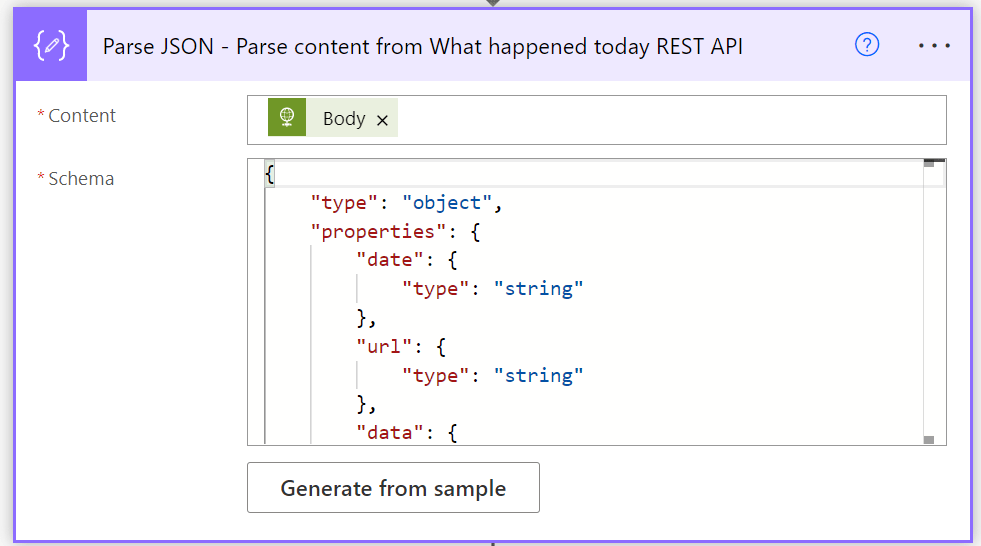 Parse JSON - Parse content from What happened today REST API
* Content
Body
* Schema
{
"type": "object",
"properties": {
"date": {
"type": "string"
},
"url": {
"type": "string"
},
"data": {
Generate from sample